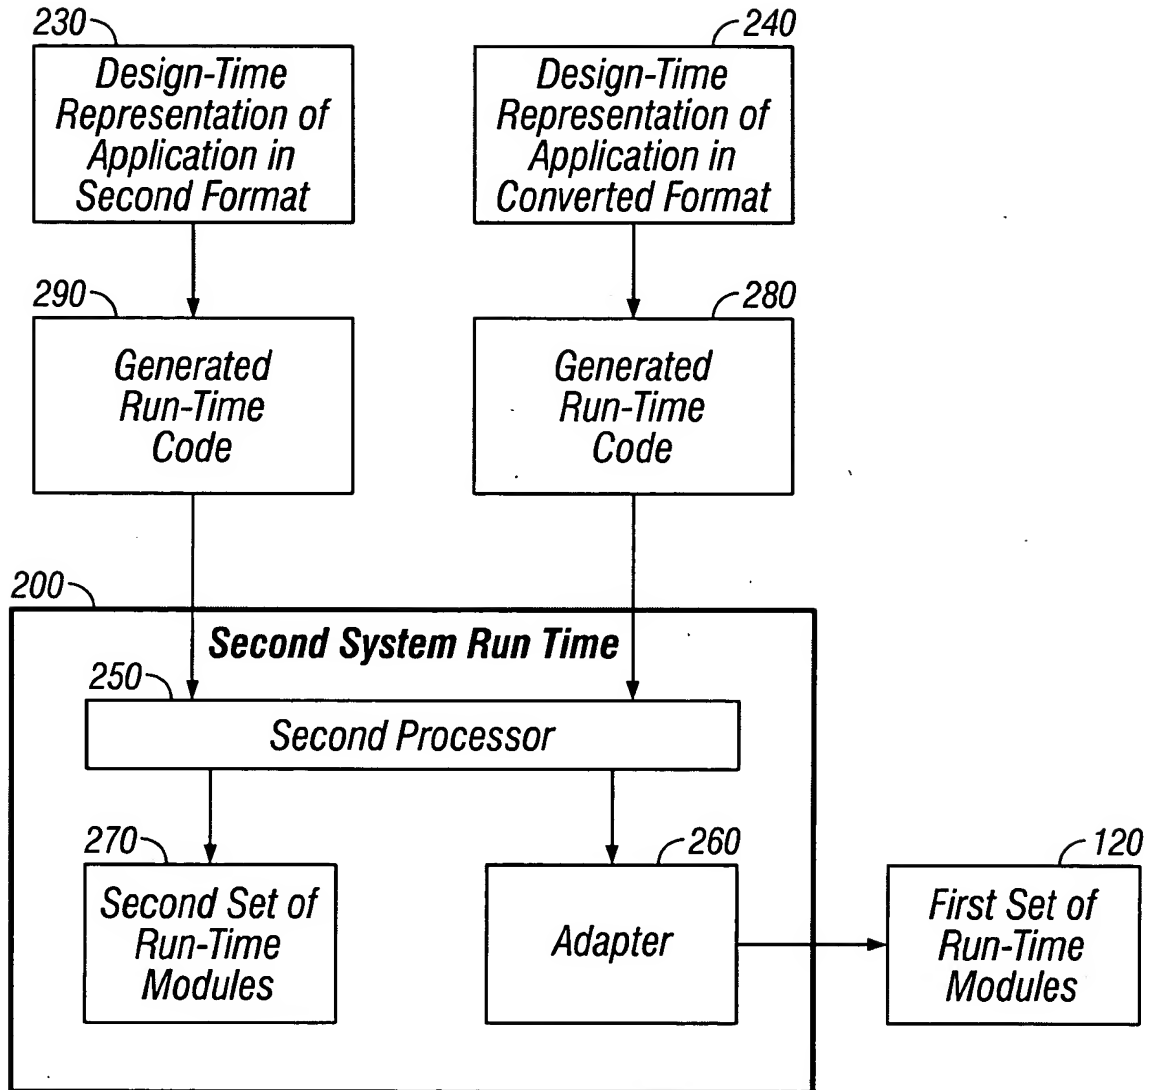 230
240
Design-Time
Representation of
Application in
Second Format
Design-Time
Representation of
Application in
Converted Format
290
280
Generated
Run-Time
Code
Generated
Run-Time
Code
200
Second System Run Time
250
Second Processor
270
260
120
Second Set of
Run-Time
Modules
Adapter
First Set of
Run-Time
Modules